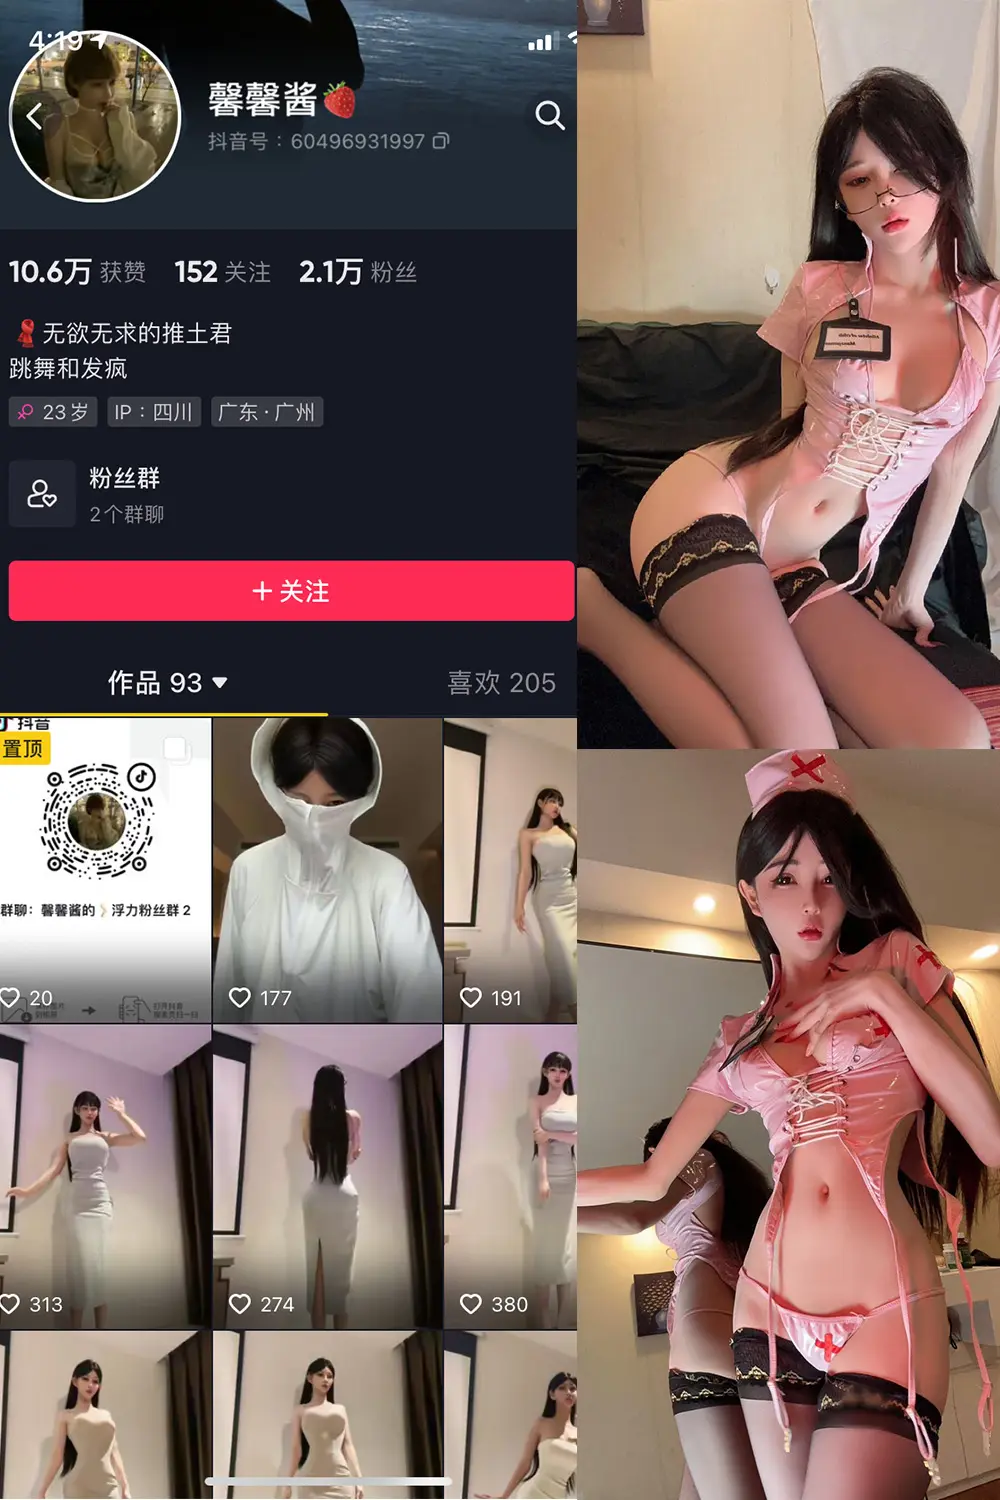 4:19
馨馨酱
抖音号：60496931997
10.6万 获赞 152 关注 2.1万 粉丝
无欲无求的推土君
跳舞和发疯
23岁 IP：四川 广东·广州
粉丝群
2个群聊
+ 关注
作品 93 喜欢 205
抖音
置顶
群聊：馨馨酱的 浮力粉丝群 2
20 177 191
313 274 380